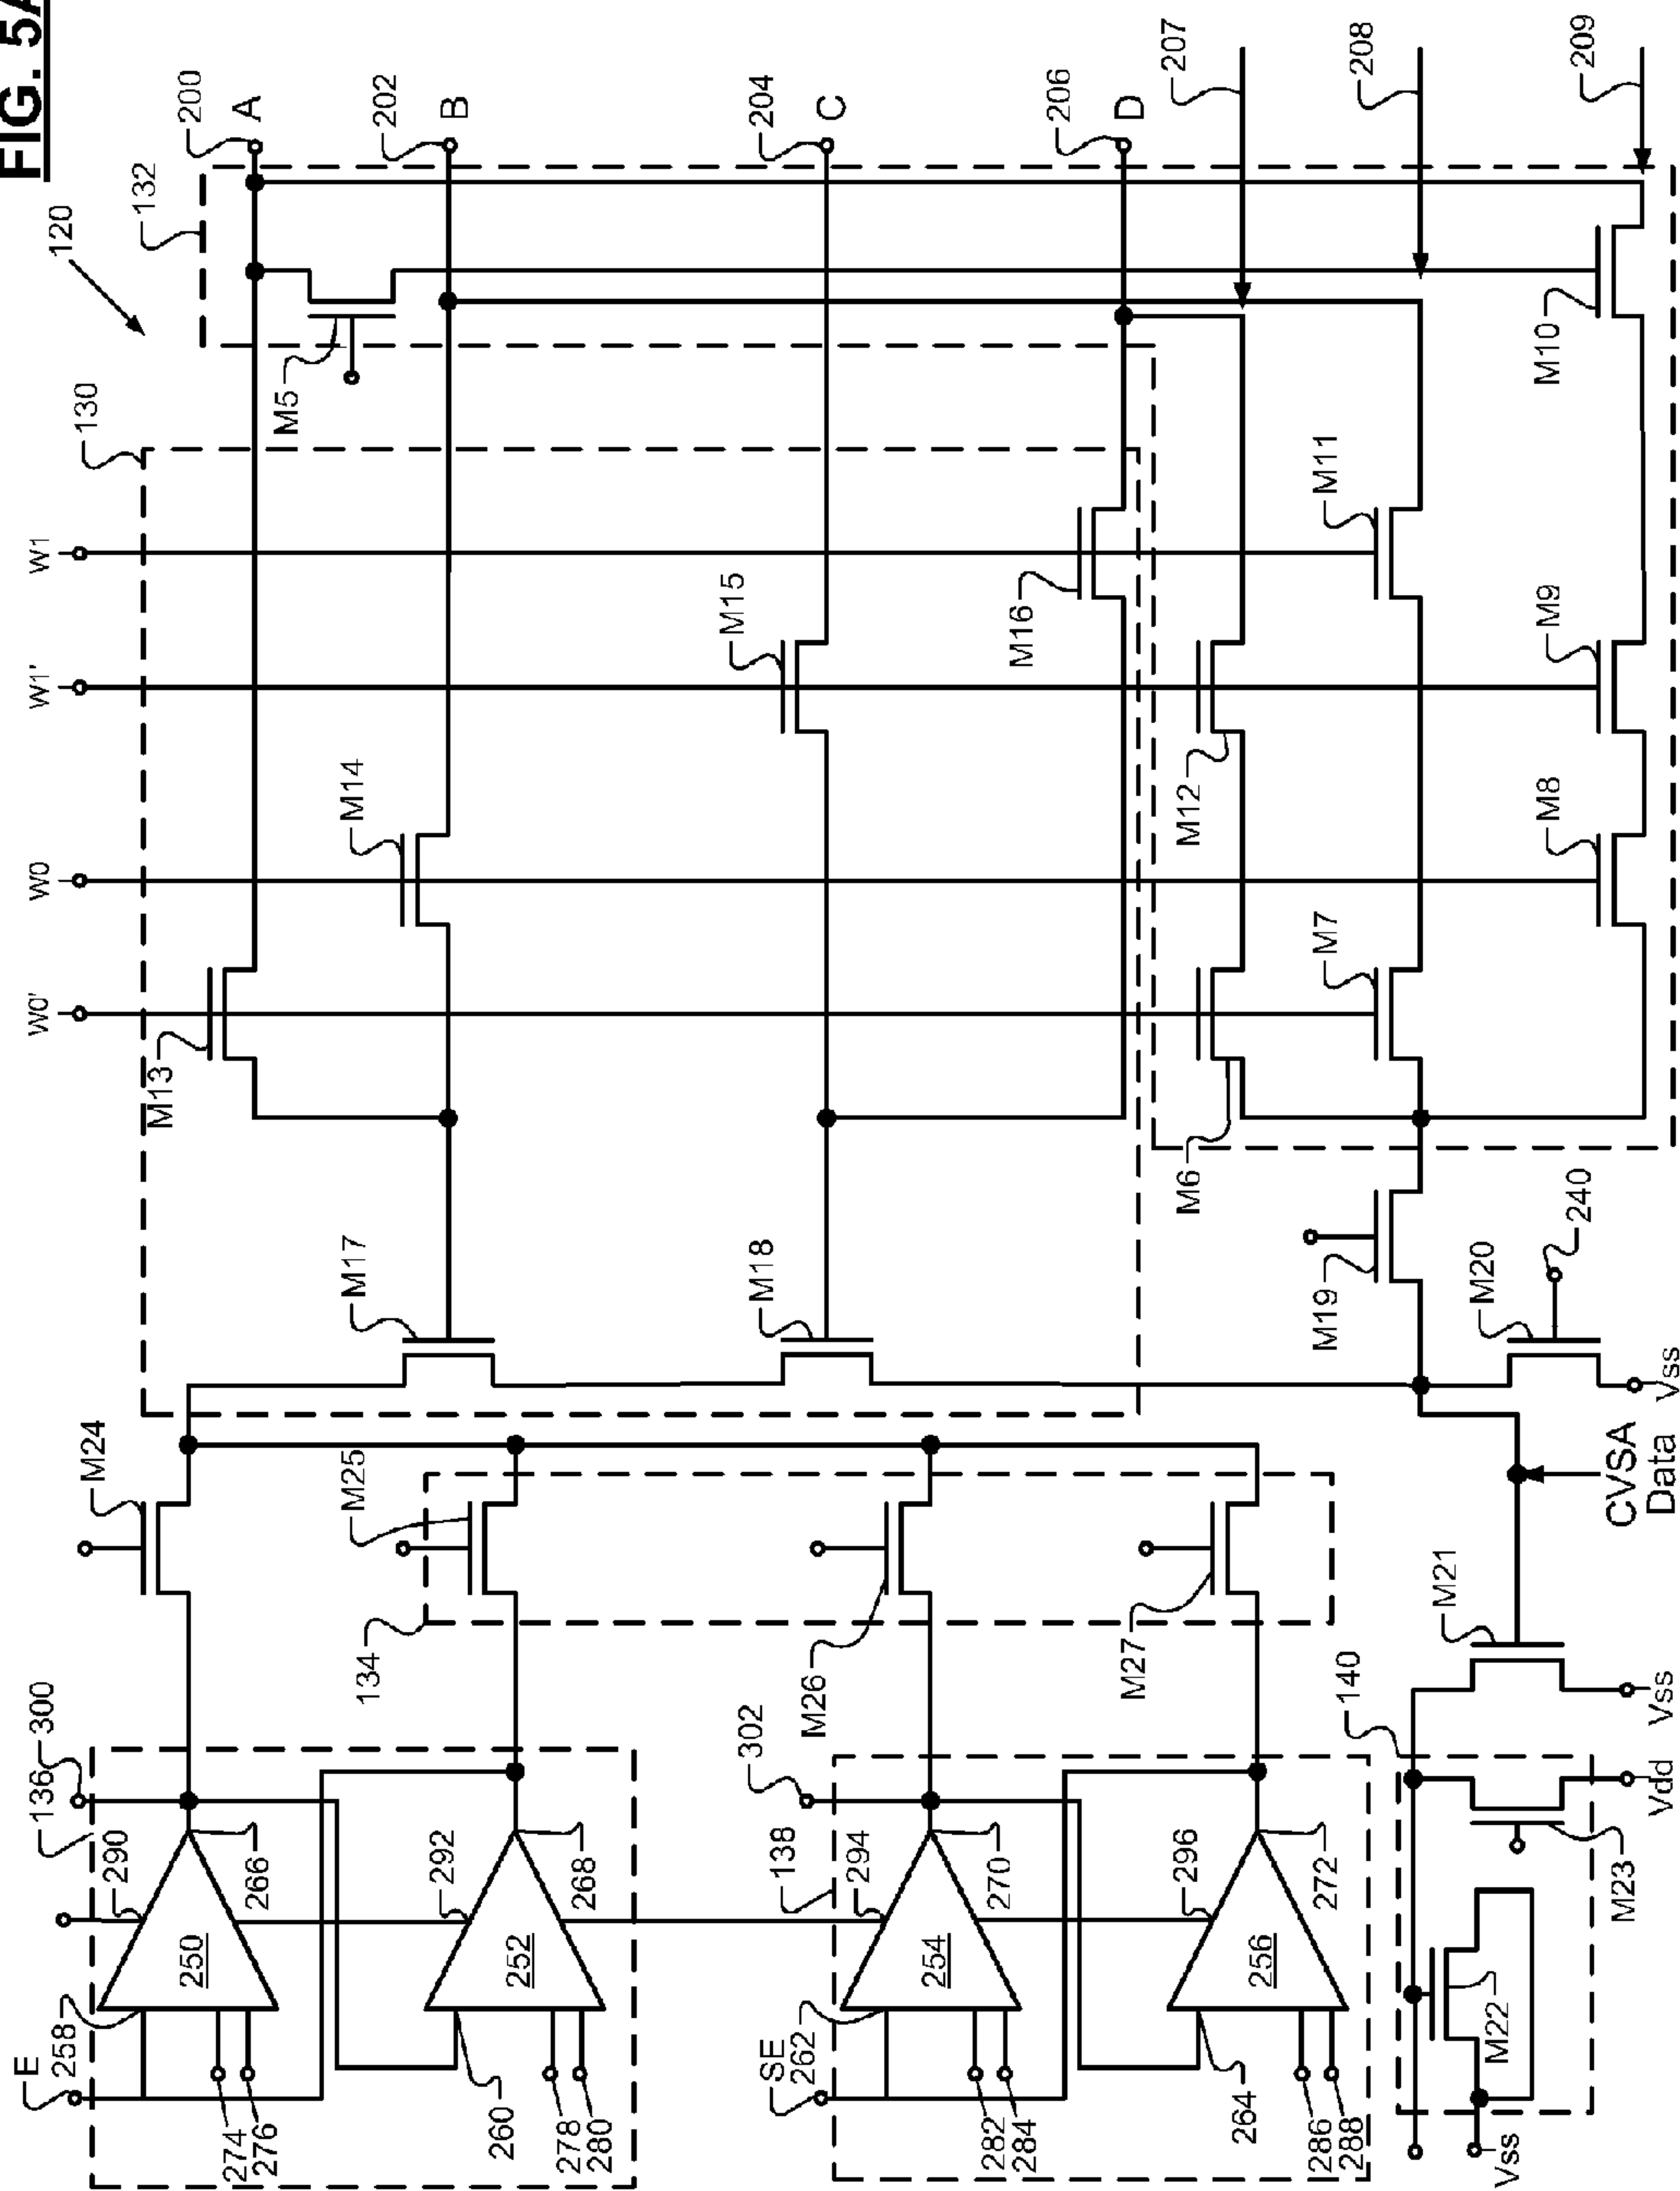 FIG. 5A
120
132
200
A
202
B
204
C
206
D
207
208
209
130
M5
M10
W1
W1'
W0
W0'
M15
M16
M11
M14
M12
M9
M8
M13
M7
M6
M17
M18
M19
240
M20
Vss
M24
M25
134
M26
M27
CVSA
Data
M21
Vss
136
300
290
266
292
268
302
138
294
270
296
272
140
Vdd
M23
E
258
250
252
254
256
274
276
260
278
280
SE
262
282
284
264
286
288
M22
Vss